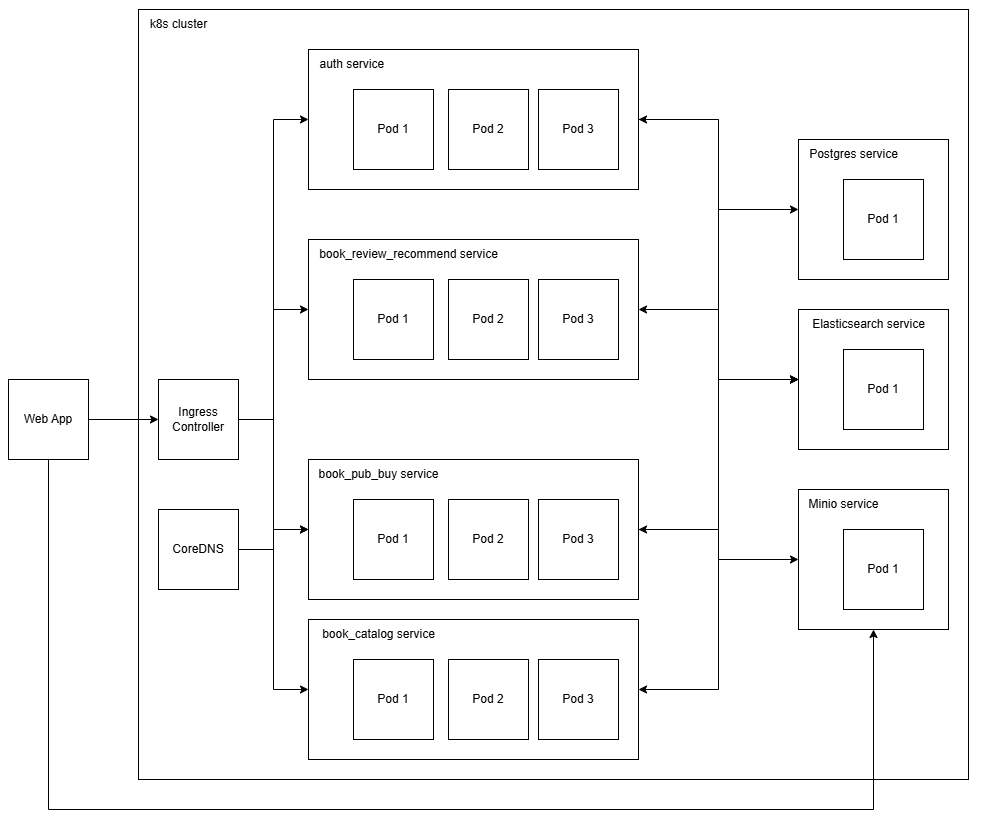 k8s cluster
auth service
Pod 1
Pod 2
Pod 3
Postgres service
Pod 1
book_review_recommend service
Pod 1
Pod 2
Pod 3
Elasticsearch service
Pod 1
Web App
Ingress
Controller
book_pub_buy service
Pod 1
Pod 2
Pod 3
CoreDNS
Minio service
Pod 1
book_catalog service
Pod 1
Pod 2
Pod 3